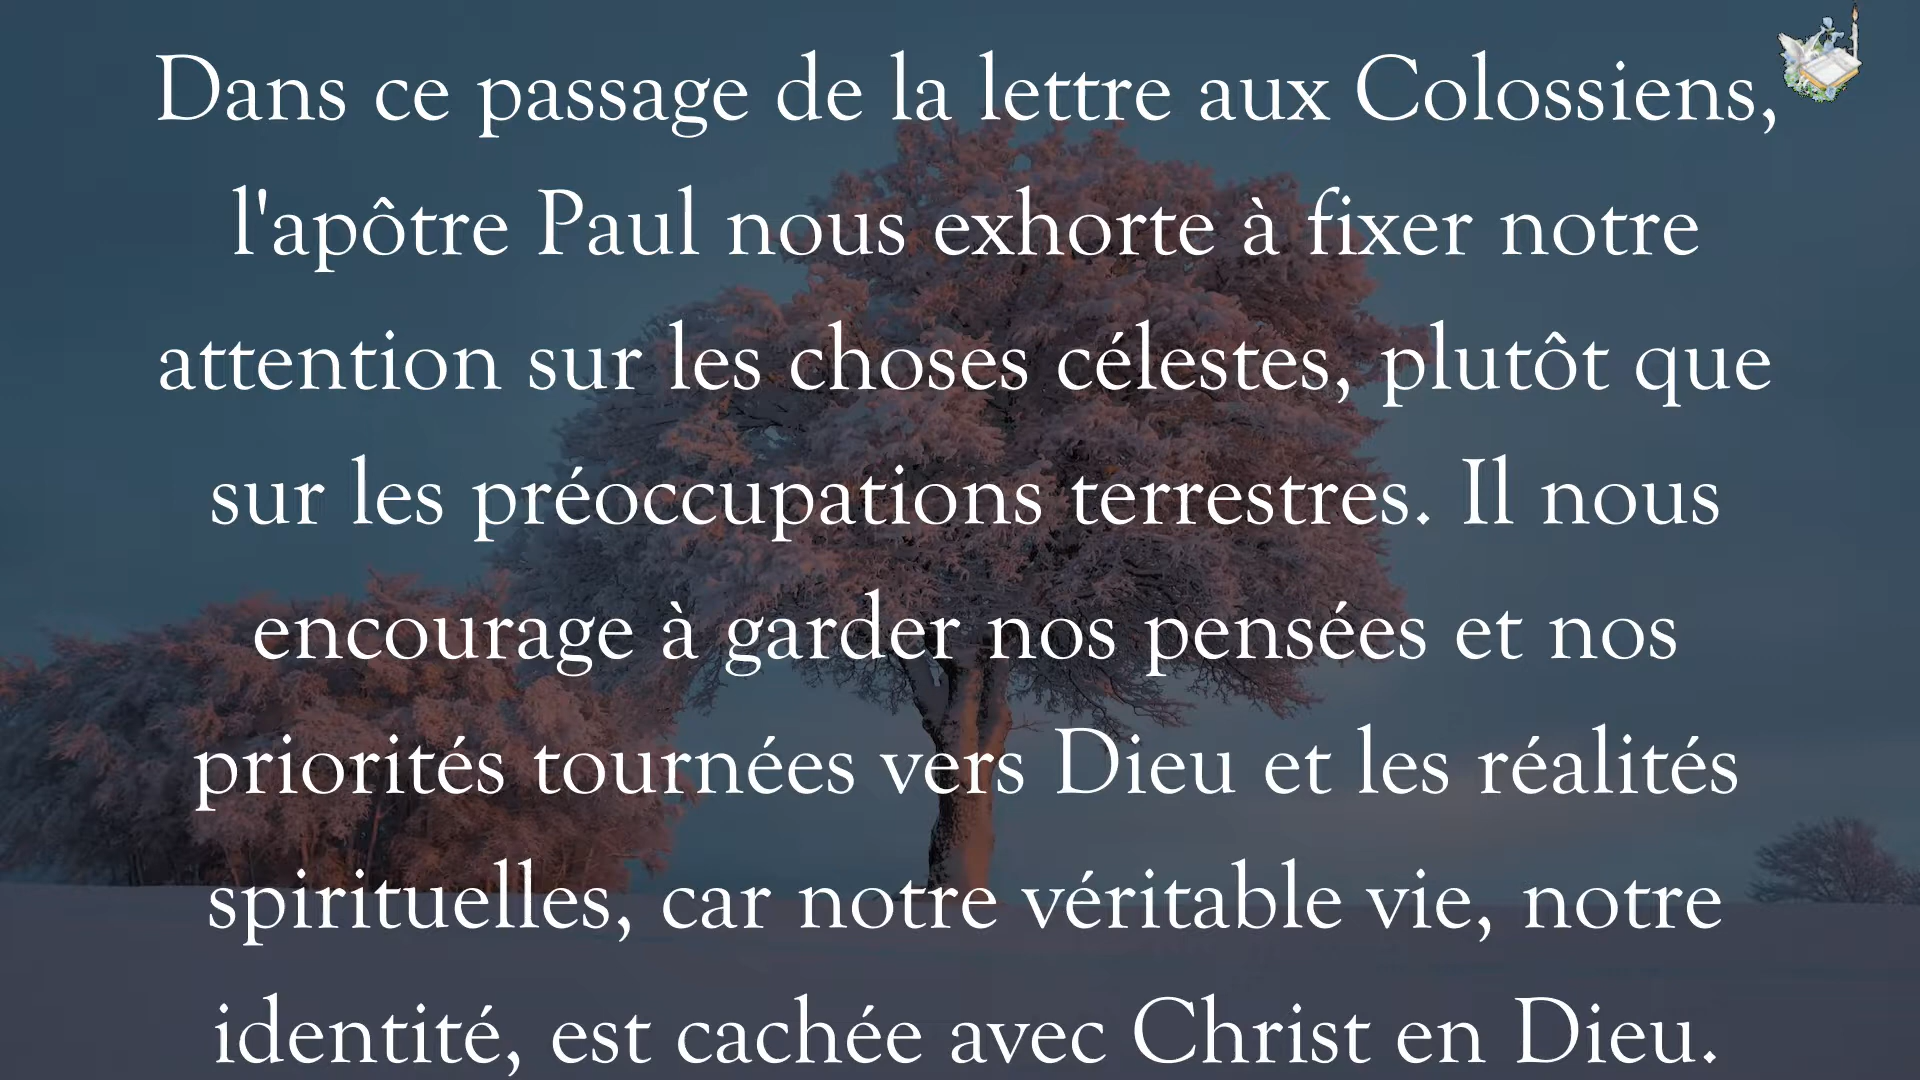 Dans ce passage de la lettre aux Colossiens,
l'apôtre Paul nous exhorte à fixer notre
attention sur les choses célestes, plutôt que
sur les préoccupations terrestres. Il nous
encourage à garder nos pensées et nos
priorités tournées vers Dieu et les réalités
spirituelles, car notre véritable vie, notre
identité, est cachée avec Christ en Dieu.